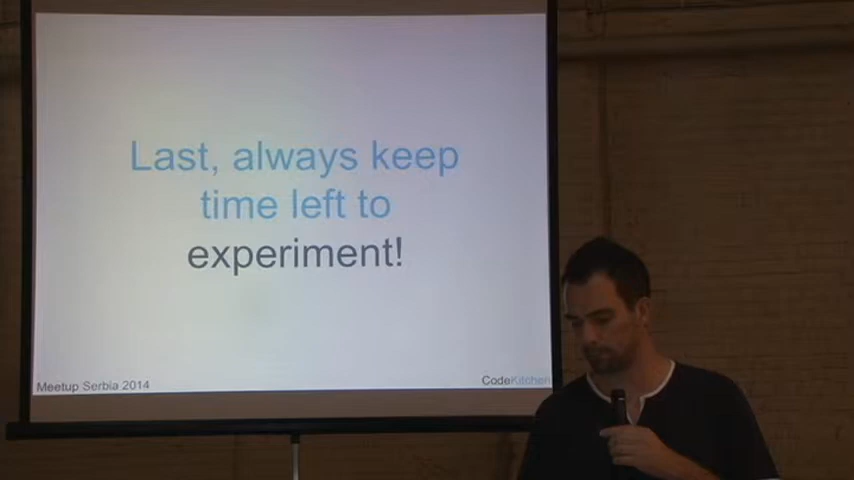 Last, always keep
time left to
experiment!
Meetup Serbia 2014
CodeKitchen